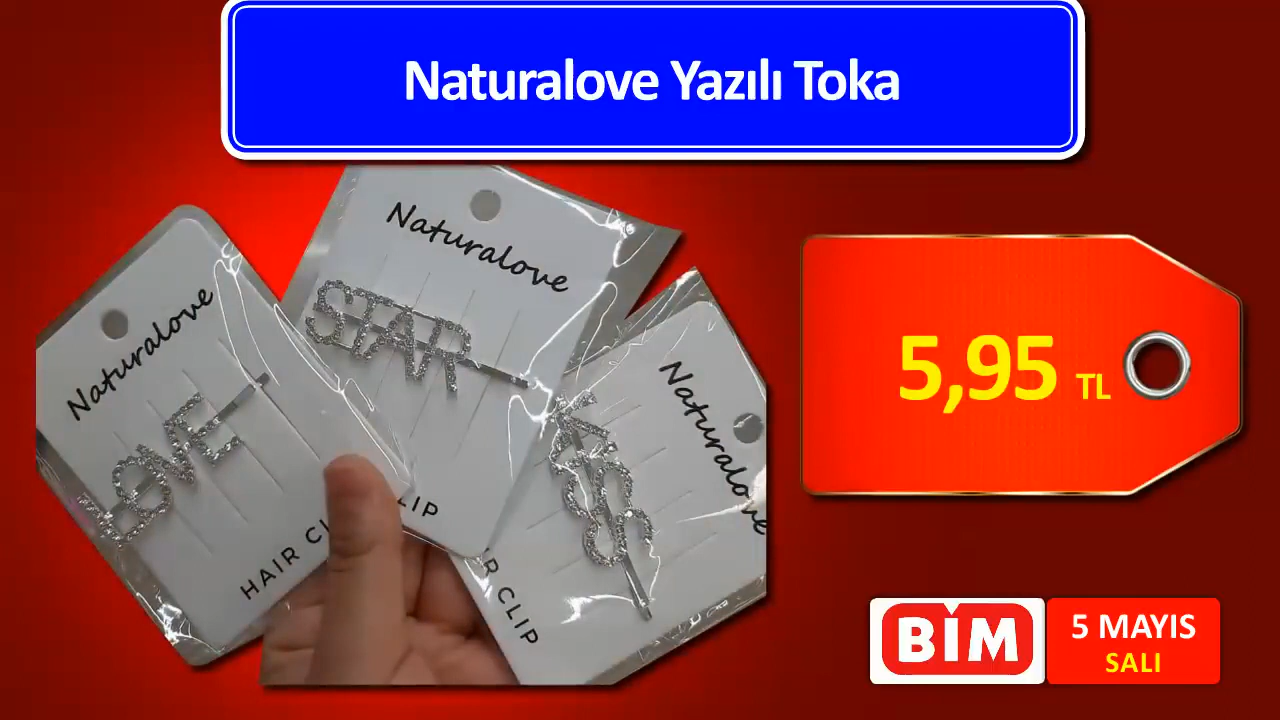 Naturalove Yazılı Toka
Naturalove
STAR
Naturalove
LOVE
HAIR CL
LIP
Naturalove
KISS
R CLIP
5,95 TL
BİM
5 MAYIS
SALI